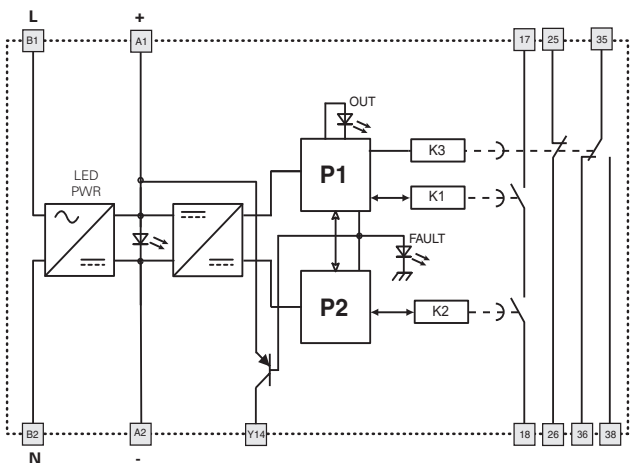 L +
B1 A1 17 25 35
OUT
K3
P1
LED
PWR
K1
FAULT
P2
K2
B2 A2 Y14 18 26 36 38
N -